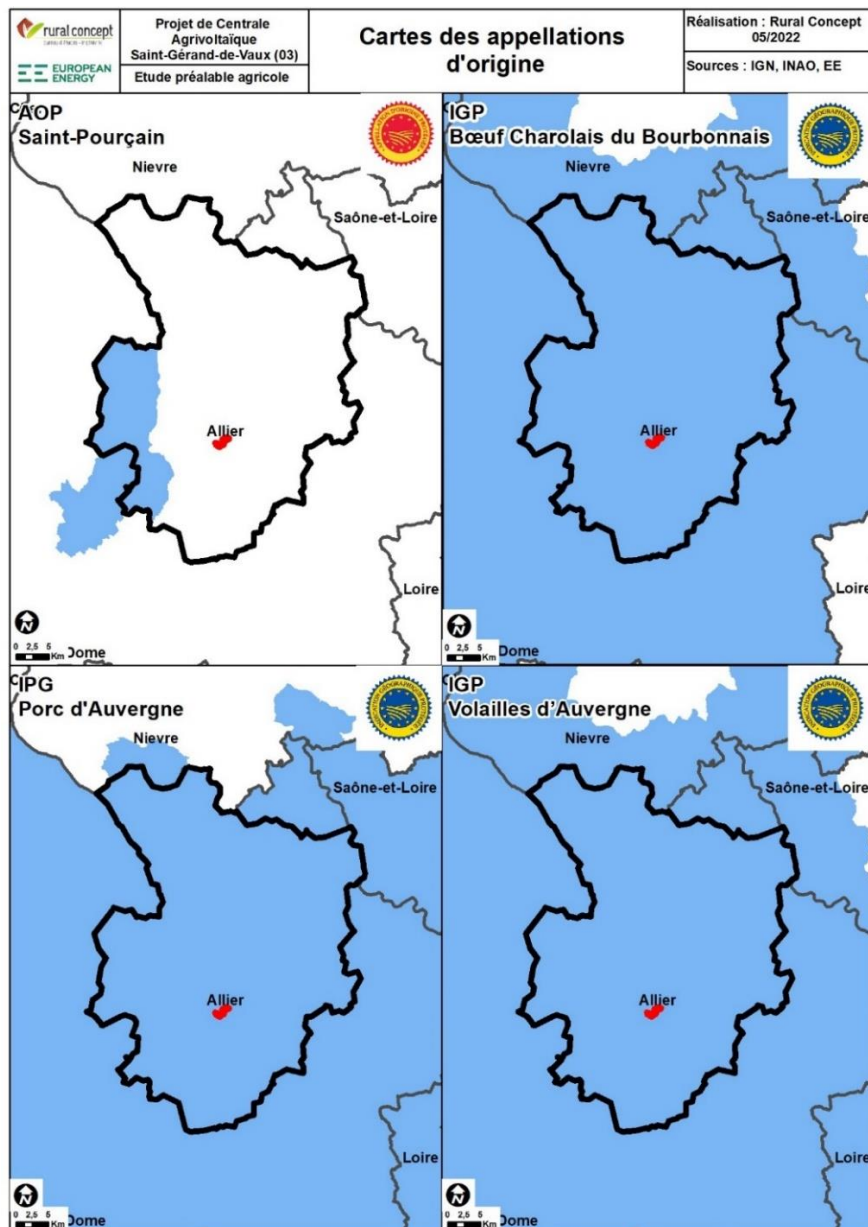 rural concept
EUROPEAN
ENERGY
Projet de Centrale
Agrivoltaïque
Saint-Gérand-de-Vaux (03)
Etude préalable agricole
Cartes des appellations
d'origine
Réalisation : Rural Concept
05/2022
Sources : IGN, INAO, EE
AOP
Saint-Pourçain
Nievre
Saône-et-Loire
Allier
Loire
N
0 2,5 5
Km
Dome
IGP
Bœuf Charolais du Bourbonnais
Nievre
Saône-et-Loire
Allier
Loire
N
0 2,5 5
Km
Dome
IPG
Porc d'Auvergne
Nievre
Saône-et-Loire
Allier
Loire
N
0 2,5 5
Km
Dome
IGP
Volailles d'Auvergne
Nievre
Saône-et-Loire
Allier
Loire
N
0 2,5 5
Km
Dome